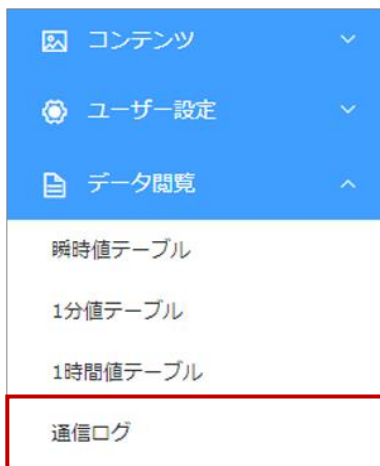 コンテンツ
ユーザー設定
データ閲覧
瞬時値テーブル
1分値テーブル
1時間値テーブル
通信ログ